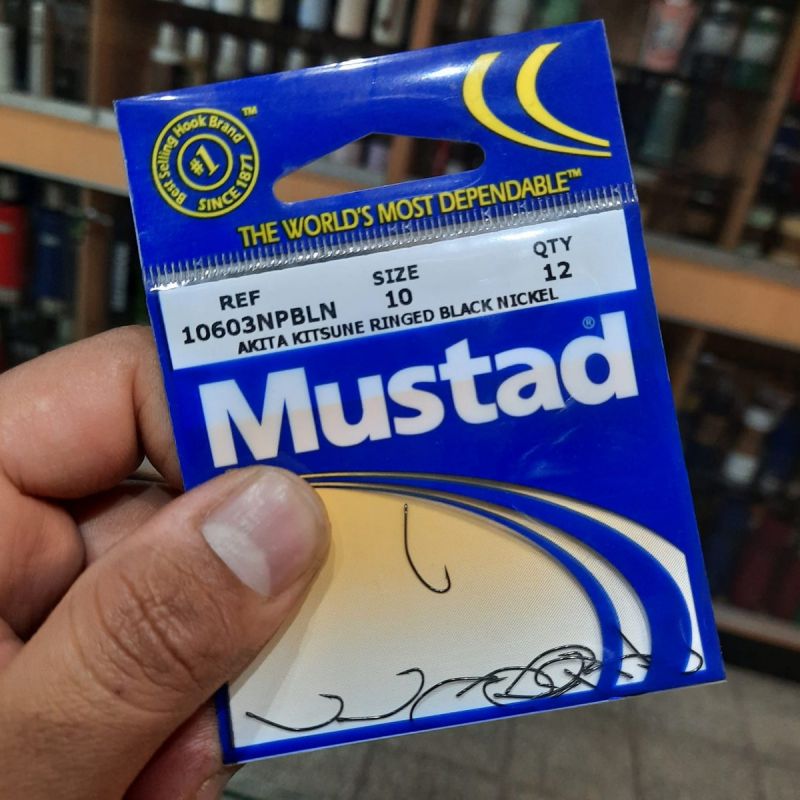 Best Selling Hook Brand ™
#1
SINCE 1877
THE WORLD'S MOST DEPENDABLE™
REF SIZE QTY
10603NPBLN 10 12
AKITA KITSUNE RINGED BLACK NICKEL
Mustad®